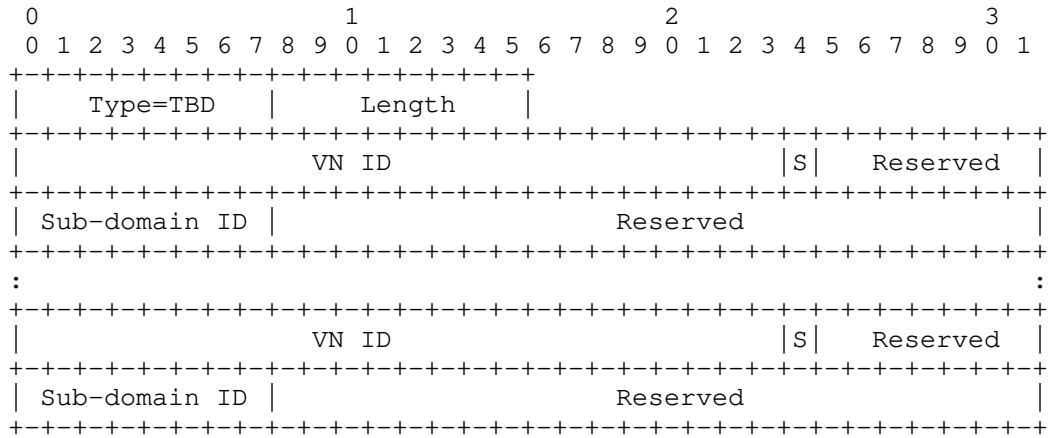 0                   1                   2                   3
 0 1 2 3 4 5 6 7 8 9 0 1 2 3 4 5 6 7 8 9 0 1 2 3 4 5 6 7 8 9 0 1
+-+-+-+-+-+-+-+-+-+-+-+-+-+-+-+-+
|    Type=TBD   |     Length    |
+-+-+-+-+-+-+-+-+-+-+-+-+-+-+-+-+-+-+-+-+-+-+-+-+-+-+-+-+-+-+-+-+
|                  VN ID                        |S|   Reserved  |
+-+-+-+-+-+-+-+-+-+-+-+-+-+-+-+-+-+-+-+-+-+-+-+-+-+-+-+-+-+-+-+-+
| Sub-domain ID |                     Reserved                  |
+-+-+-+-+-+-+-+-+-+-+-+-+-+-+-+-+-+-+-+-+-+-+-+-+-+-+-+-+-+-+-+-+
:                                                               :
+-+-+-+-+-+-+-+-+-+-+-+-+-+-+-+-+-+-+-+-+-+-+-+-+-+-+-+-+-+-+-+-+
|                  VN ID                        |S|   Reserved  |
+-+-+-+-+-+-+-+-+-+-+-+-+-+-+-+-+-+-+-+-+-+-+-+-+-+-+-+-+-+-+-+-+
| Sub-domain ID |                     Reserved                  |
+-+-+-+-+-+-+-+-+-+-+-+-+-+-+-+-+-+-+-+-+-+-+-+-+-+-+-+-+-+-+-+-+